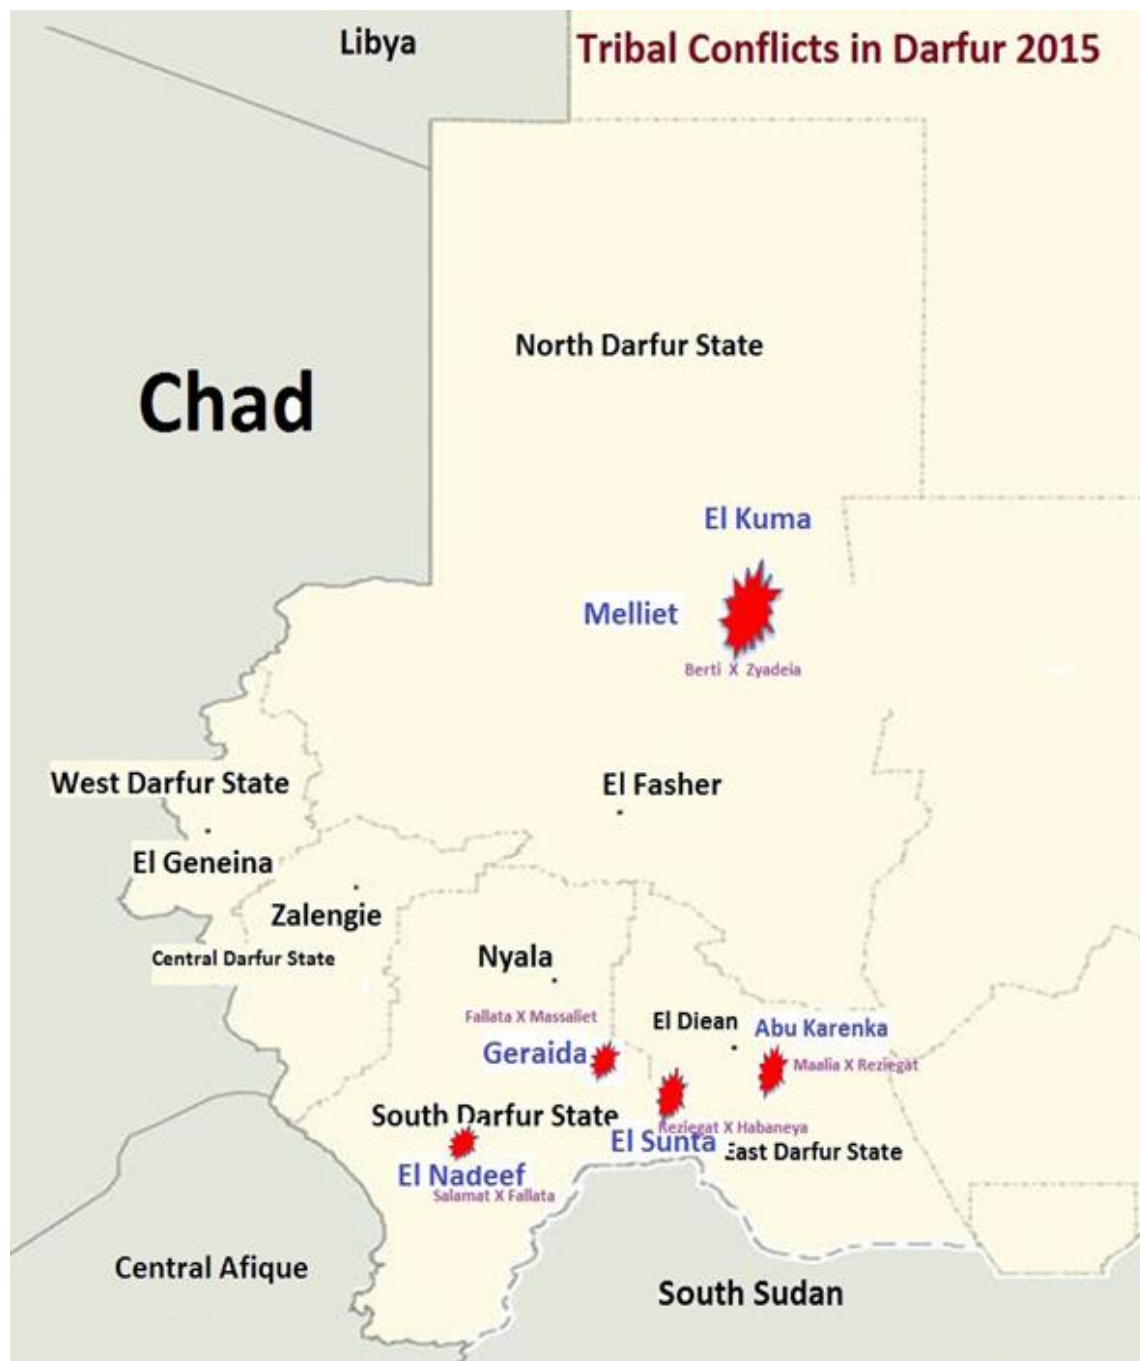 Libya
Tribal Conflicts in Darfur 2015
North Darfur State
Chad
El Kuma
Melliet
Berti X Zyadeia
West Darfur State
El Fasher
El Geneina
Zalengie
Central Darfur State
Nyala
Fallata X Massaliet
El Diean
Abu Karenka
Geraida
Maalia X Reziegat
South Darfur State
Reziegat X Habaneya
El Sunta
East Darfur State
El Nadeef
Salamat X Fallata
Central Afique
South Sudan